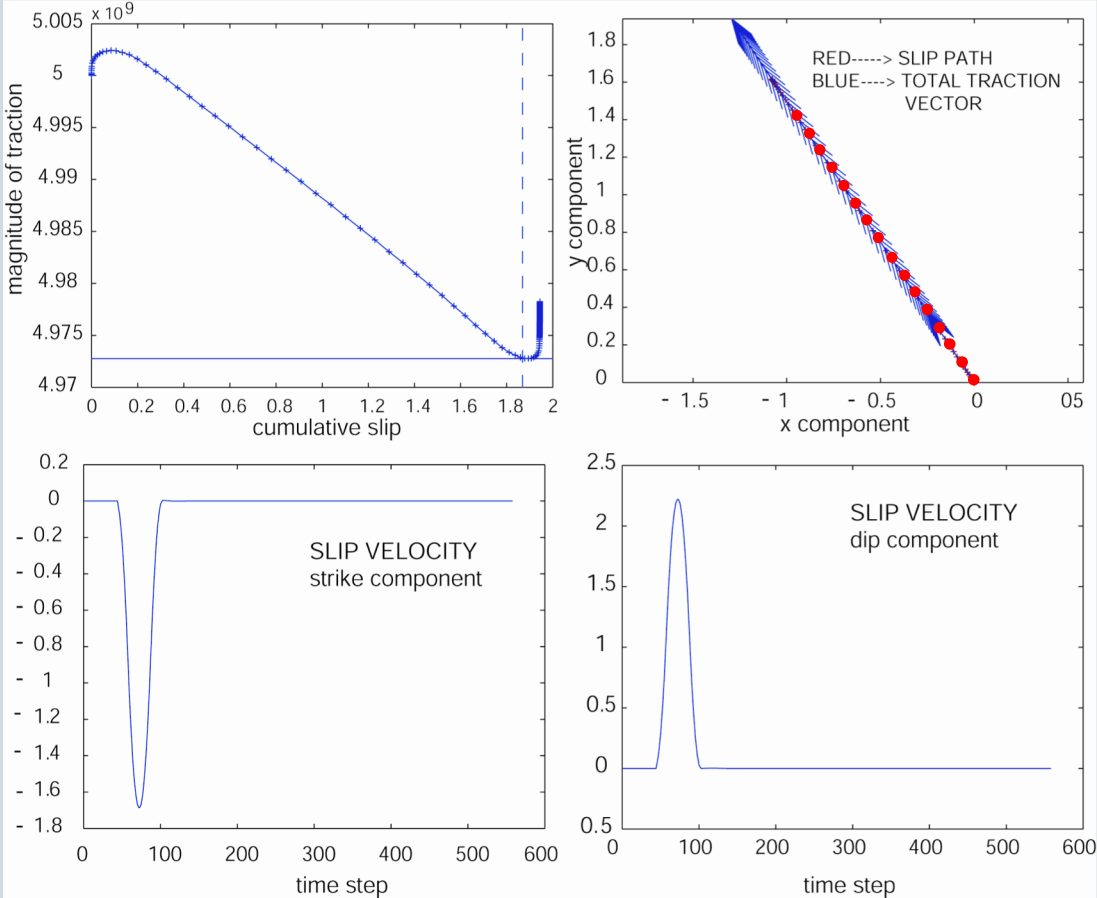 5.005 x 10⁹
5
4.995
4.99
4.985
4.98
4.975
4.97
magnitude of traction
0 0.2 0.4 0.6 0.8 1 1.2 1.4 1.6 1.8 2
cumulative slip
1.8
1.6
1.4
1.2
1
0.8
0.6
0.4
0.2
0
y component
RED-----> SLIP PATH
BLUE----> TOTAL TRACTION
VECTOR
- 1.5 - 1 - 0.5 0 05
x component
0.2
0
- 0.2
- 0.4
- 0.6
- 0.8
- 1
- 1.2
- 1.4
- 1.6
- 1.8
SLIP VELOCITY
strike component
0 100 200 300 400 500 600
time step
2.5
2
1.5
1
0.5
0
0.5
SLIP VELOCITY
dip component
0 100 200 300 400 500 600
time step